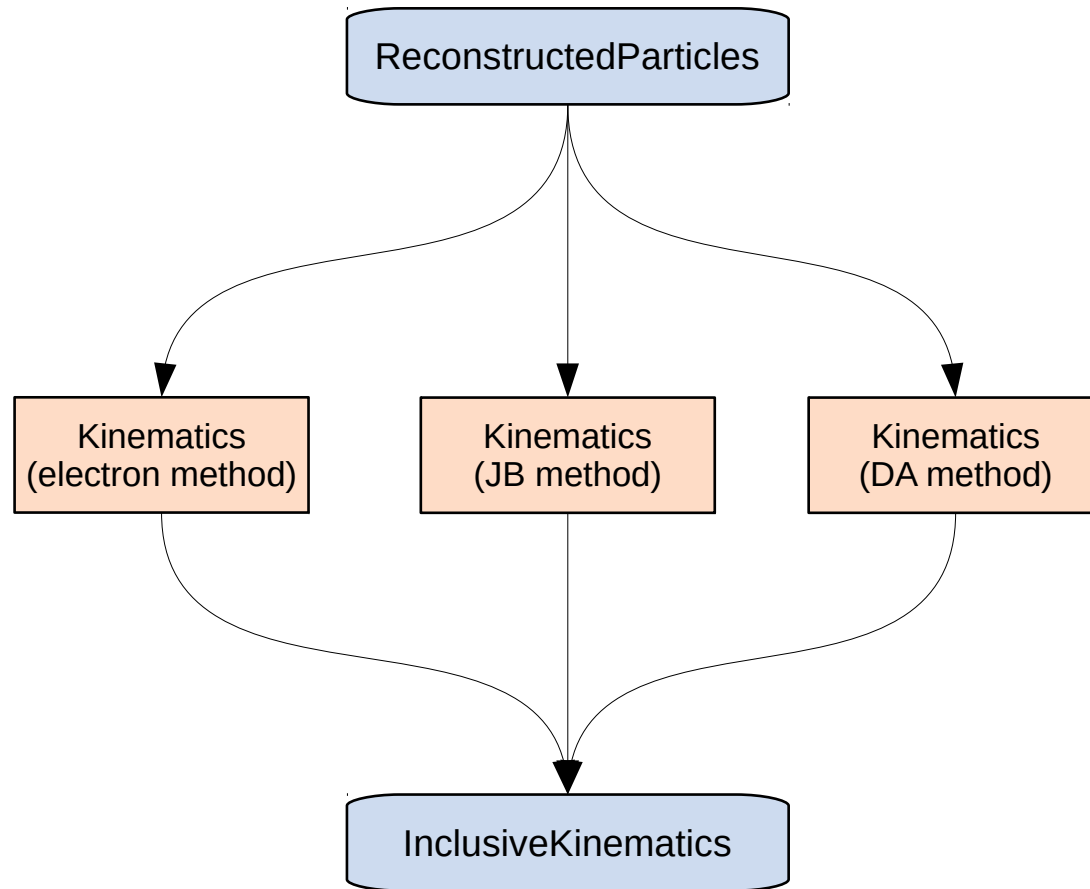 ReconstructedParticles
Kinematics
(electron method)
Kinematics
(JB method)
Kinematics
(DA method)
InclusiveKinematics